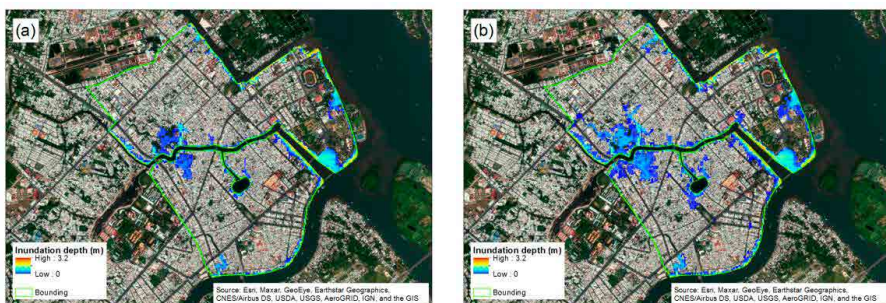 (a)
Inundation depth (m)
High : 3.2
Low : 0
Bounding
Source: Esri, Maxar, GeoEye, Earthstar Geographics,
CNES/Airbus DS, USDA, USGS, AeroGRID, IGN, and the GIS
(b)
Inundation depth (m)
High : 3.2
Low : 0
Bounding
Source: Esri, Maxar, GeoEye, Earthstar Geographics,
CNES/Airbus DS, USDA, USGS, AeroGRID, IGN, and the GIS